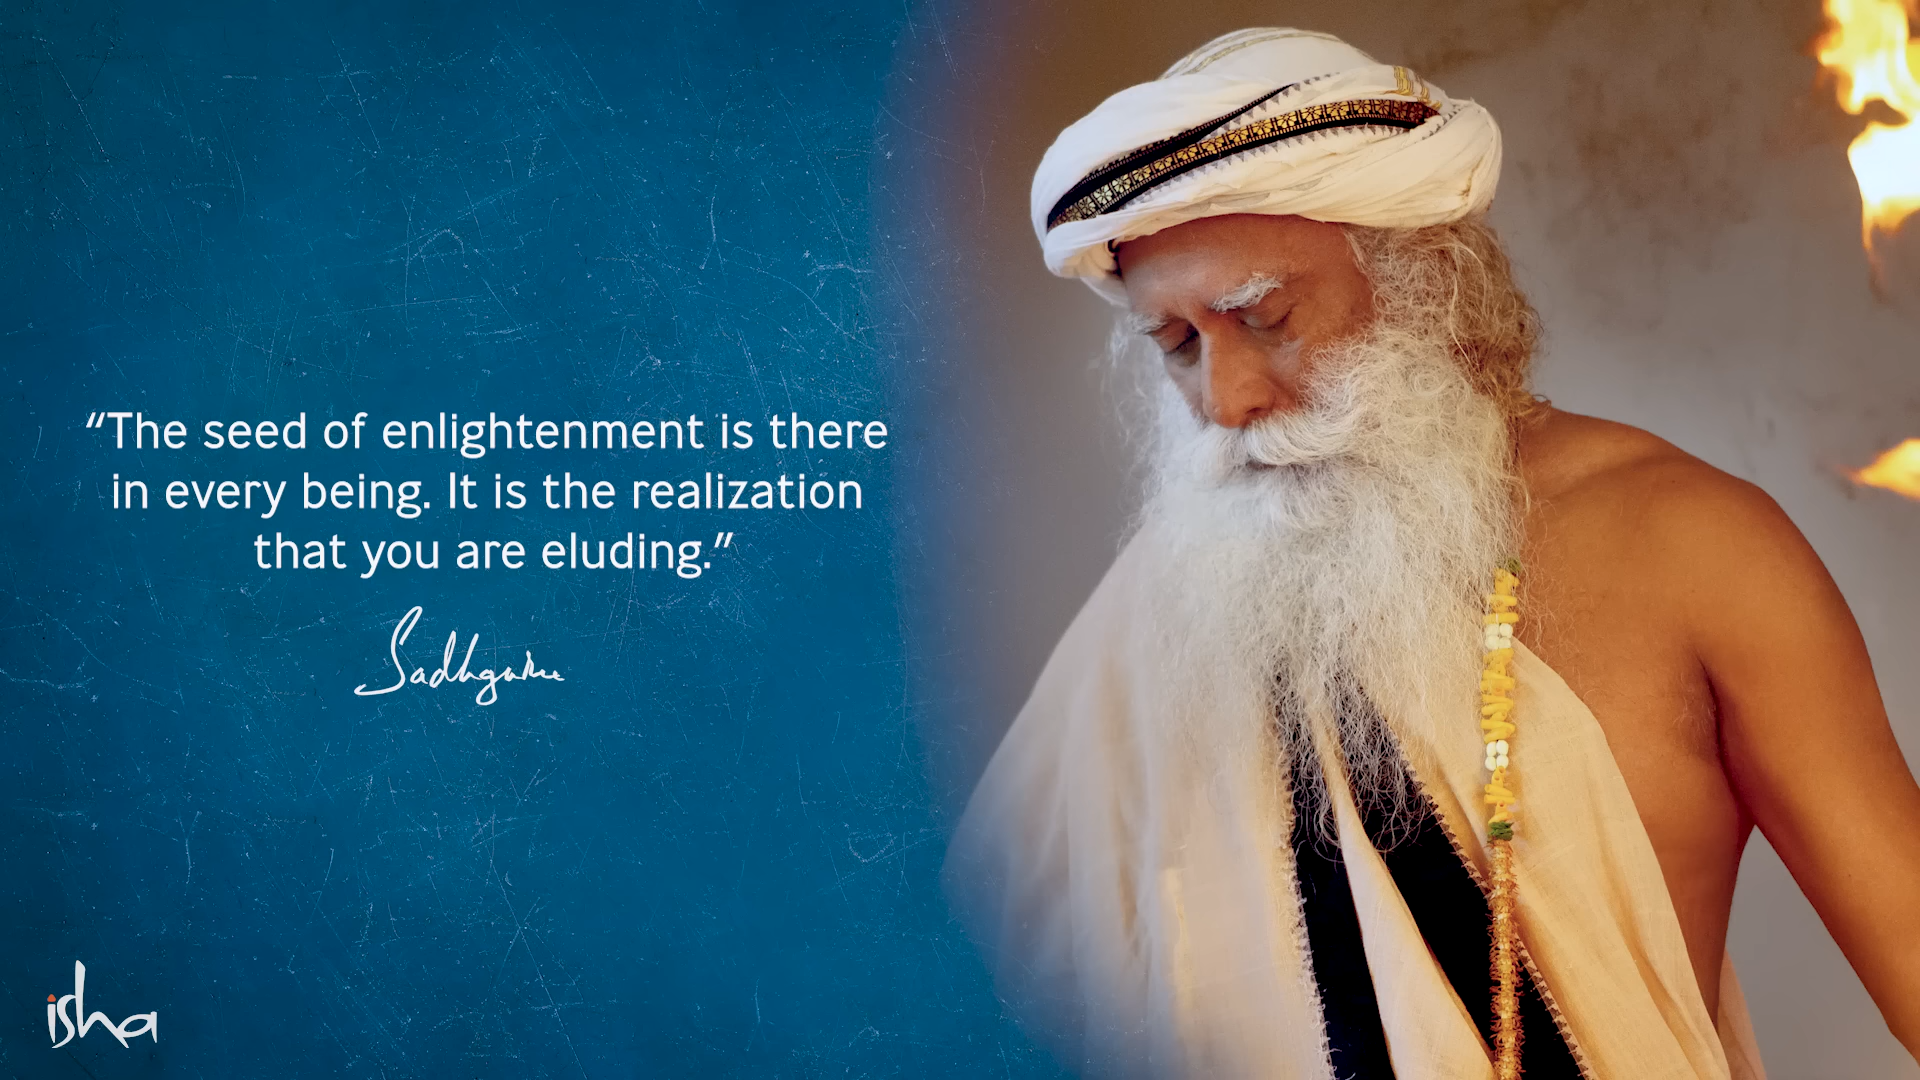 “The seed of enlightenment is there
in every being. It is the realization
that you are eluding.”
Sadhguru
isha